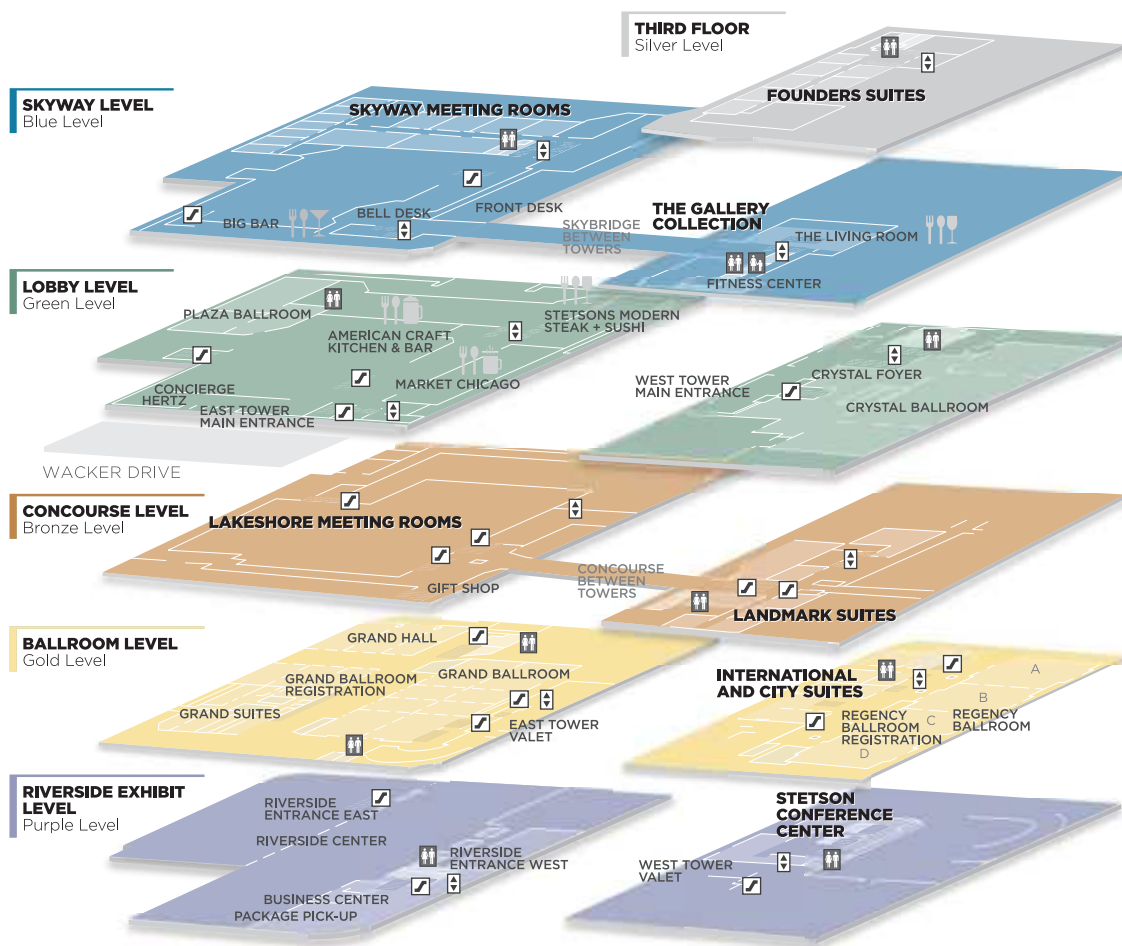 THIRD FLOOR
Silver Level
FOUNDERS SUITES
SKYWAY LEVEL
Blue Level
SKYWAY MEETING ROOMS
BIG BAR
BELL DESK
FRONT DESK
SKYBRIDGE
BETWEEN
TOWERS
THE GALLERY
COLLECTION
THE LIVING ROOM
FITNESS CENTER
LOBBY LEVEL
Green Level
PLAZA BALLROOM
AMERICAN CRAFT
KITCHEN & BAR
STETSONS MODERN
STEAK + SUSHI
MARKET CHICAGO
CONCIERGE
HERTZ
EAST TOWER
MAIN ENTRANCE
WEST TOWER
MAIN ENTRANCE
CRYSTAL FOYER
CRYSTAL BALLROOM
WACKER DRIVE
CONCOURSE LEVEL
Bronze Level
LAKESHORE MEETING ROOMS
GIFT SHOP
CONCOURSE
BETWEEN
TOWERS
LANDMARK SUITES
BALLROOM LEVEL
Gold Level
GRAND HALL
GRAND BALLROOM
REGISTRATION
GRAND BALLROOM
GRAND SUITES
EAST TOWER
VALET
INTERNATIONAL
AND CITY SUITES
A
B
C
D
REGENCY
BALLROOM
REGISTRATION
REGENCY
BALLROOM
RIVERSIDE EXHIBIT
LEVEL
Purple Level
RIVERSIDE
ENTRANCE EAST
RIVERSIDE CENTER
RIVERSIDE
ENTRANCE WEST
BUSINESS CENTER
PACKAGE PICK-UP
STETSON
CONFERENCE
CENTER
WEST TOWER
VALET